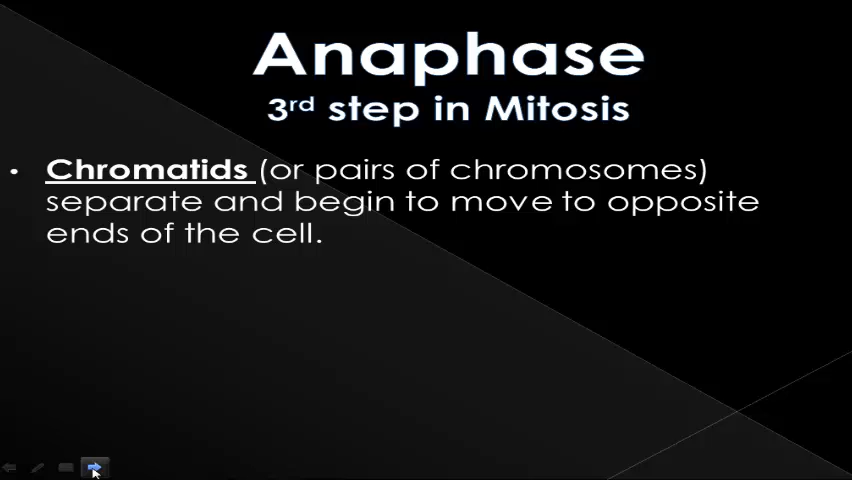 Anaphase
3rd step in Mitosis
• Chromatids (or pairs of chromosomes)
separate and begin to move to opposite
ends of the cell.